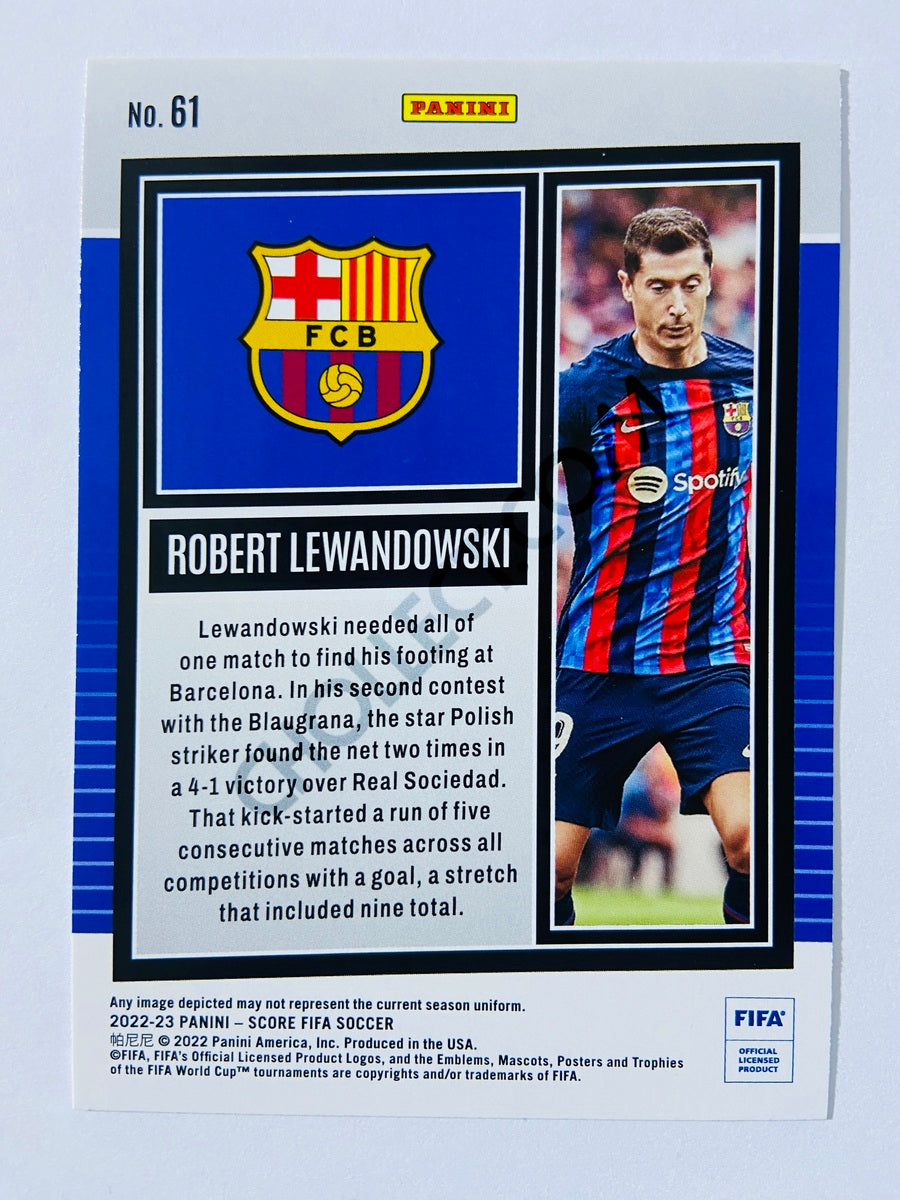 No. 61
PANINI
FCB
Spotify
ROBERT LEWANDOWSKI
Lewandowski needed all of
one match to find his footing at
Barcelona. In his second contest
with the Blaugrana, the star Polish
striker found the net two times in
a 4-1 victory over Real Sociedad.
That kick-started a run of five
consecutive matches across all
competitions with a goal, a stretch
that included nine total.
CHOLLECT.COM
Any image depicted may not represent the current season uniform.
2022-23 PANINI – SCORE FIFA SOCCER
帕尼尼 © 2022 Panini America, Inc. Produced in the USA.
©FIFA, FIFA's Official Licensed Product Logos, and the Emblems, Mascots, Posters and Trophies
of the FIFA World Cup™ tournaments are copyrights and/or trademarks of FIFA.
FIFA®
OFFICIAL
LICENSED
PRODUCT